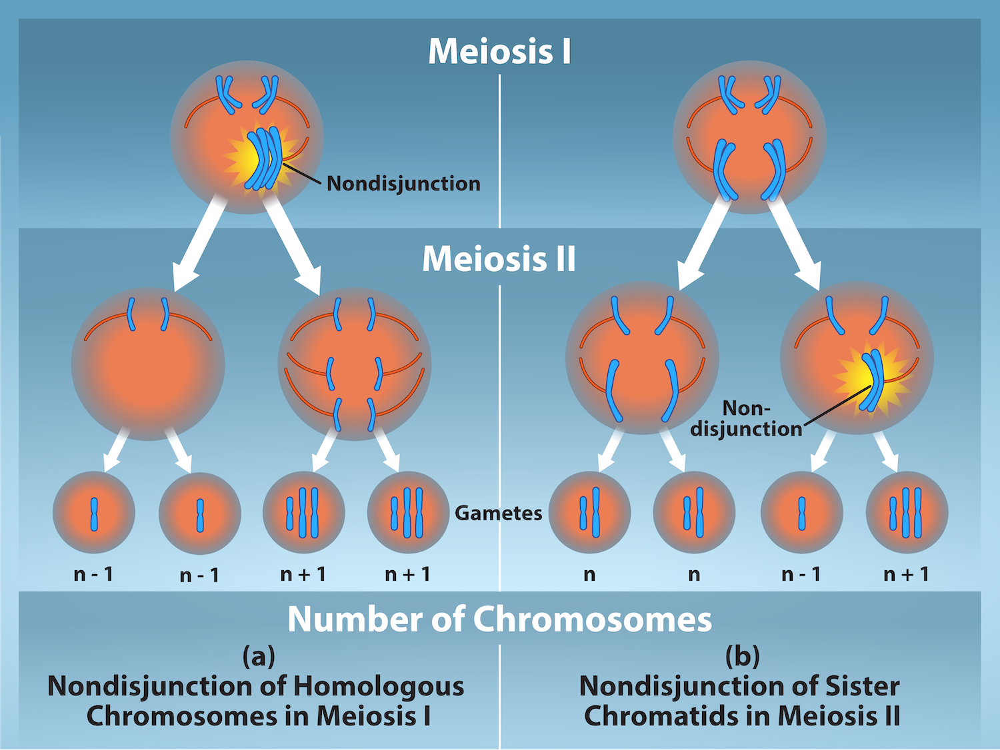 Meiosis I
Nondisjunction
Meiosis II
Non-
disjunction
Gametes
n - 1
n - 1
n + 1
n + 1
n
n
n - 1
n + 1
Number of Chromosomes
(a)
Nondisjunction of Homologous
Chromosomes in Meiosis I
(b)
Nondisjunction of Sister
Chromatids in Meiosis II